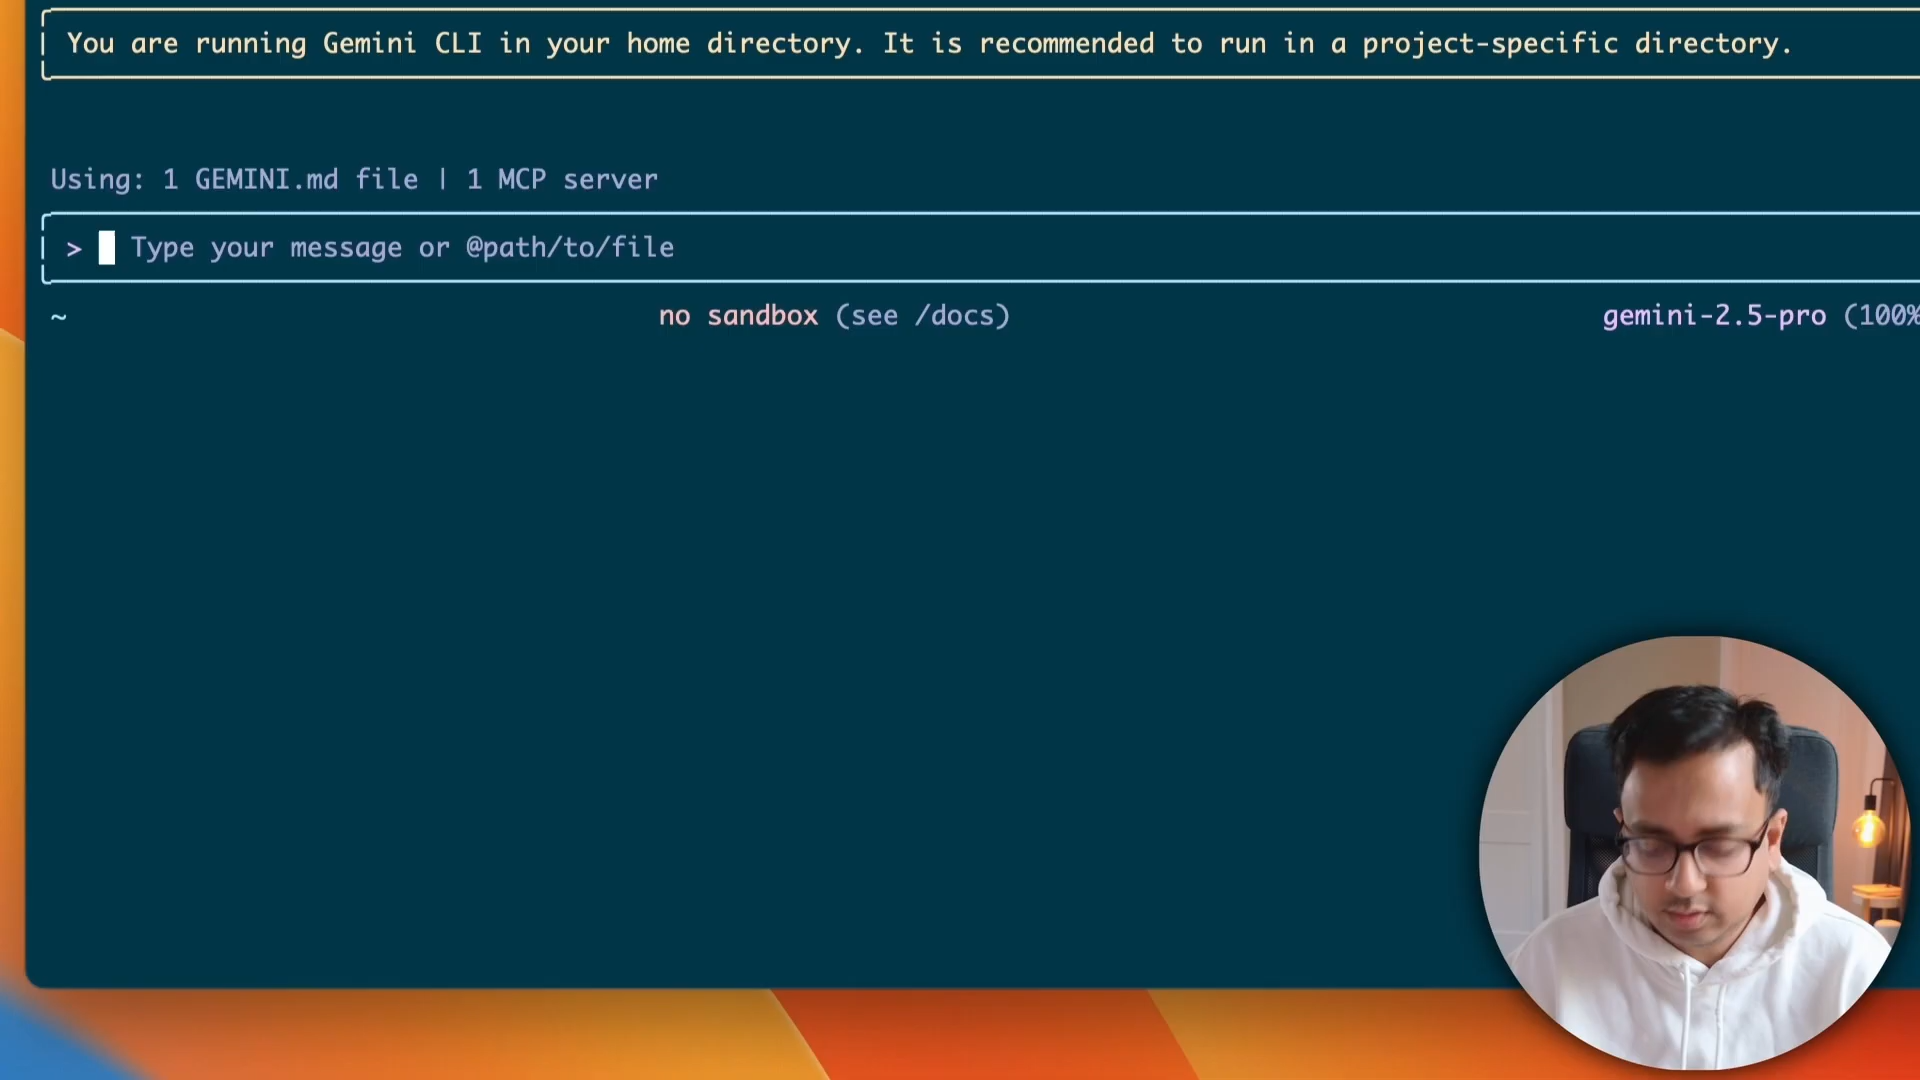 You are running Gemini CLI in your home directory. It is recommended to run in a project-specific directory.
Using: 1 GEMINI.md file | 1 MCP server
> Type your message or @path/to/file
~ no sandbox (see /docs) gemini-2.5-pro (100%